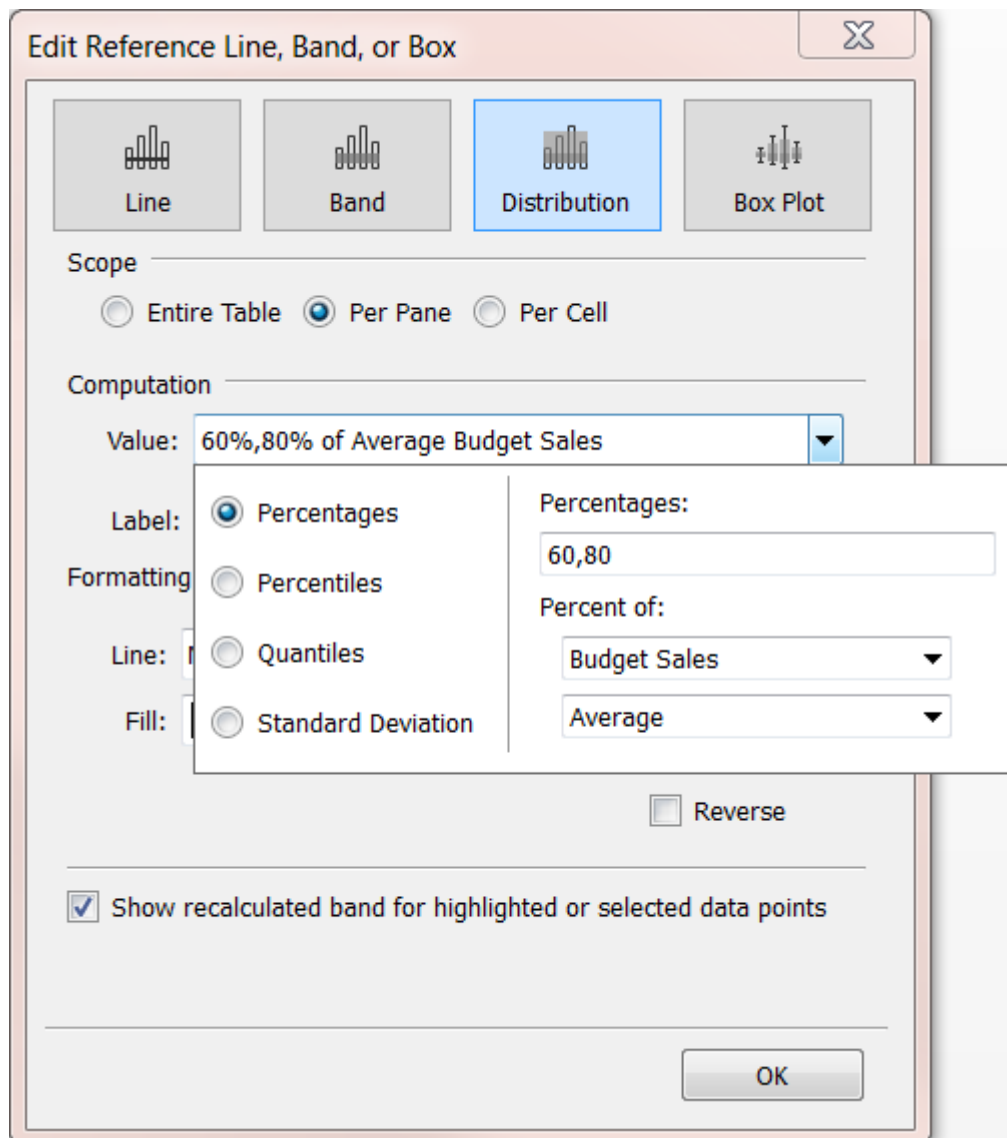 Edit Reference Line, Band, or Box
Line Band Distribution Box Plot
Scope
Entire Table Per Pane Per Cell
Computation
Value: 60%,80% of Average Budget Sales
Label:
Percentages
Percentages:
60,80
Formatting
Percentiles
Percent of:
Line:
Quantiles
Budget Sales
Fill:
Standard Deviation
Average
Reverse
Show recalculated band for highlighted or selected data points
OK